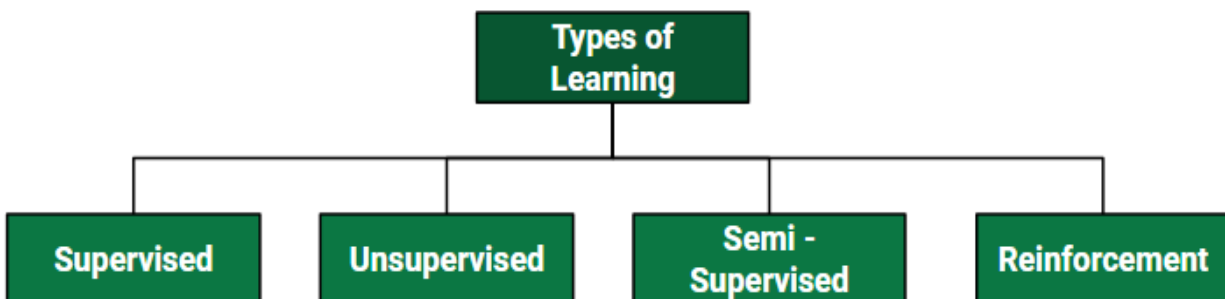 Types of
Learning
Supervised
Unsupervised
Semi -
Supervised
Reinforcement